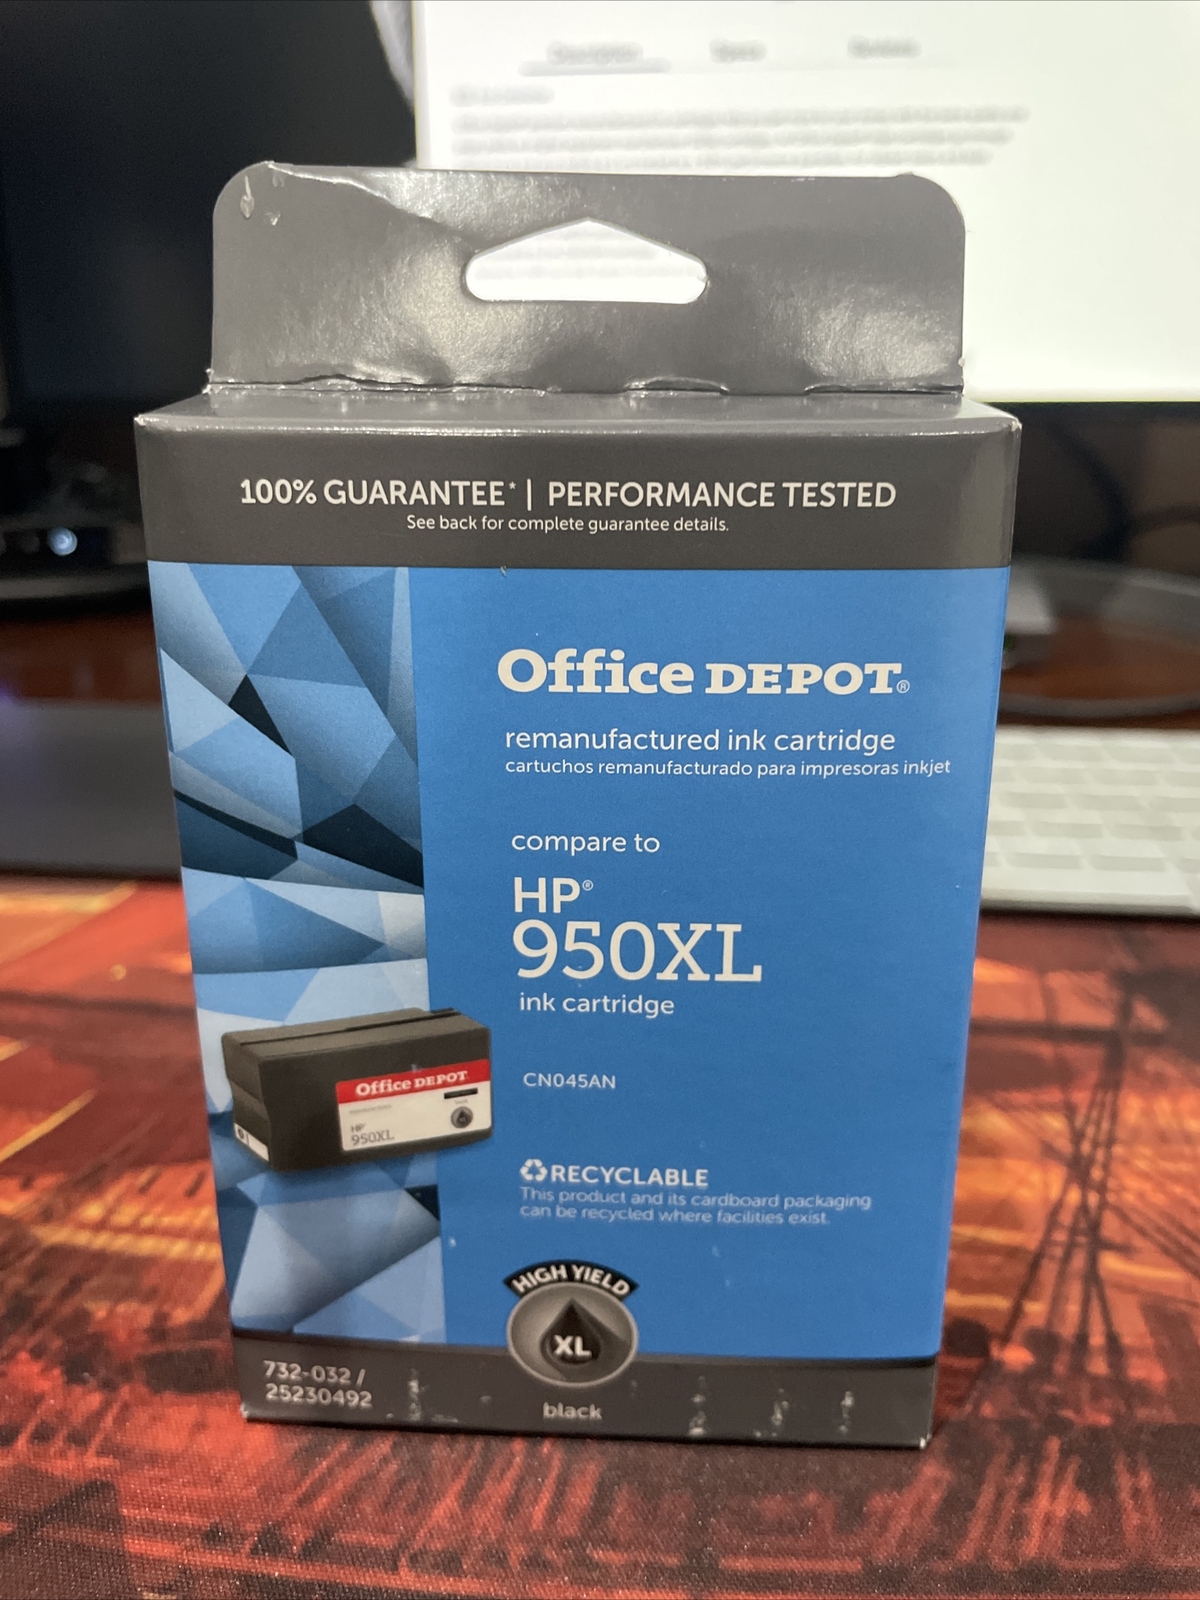 100% GUARANTEE* | PERFORMANCE TESTED
See back for complete guarantee details.
Office DEPOT®
remanufactured ink cartridge
cartuchos remanufacturado para impresoras inkjet
compare to
HP®
950XL
ink cartridge
CN045AN
Office DEPOT
HP
950XL
RECYCLABLE
This product and its cardboard packaging
can be recycled where facilities exist.
HIGH YIELD
XL
black
732-032 /
25230492